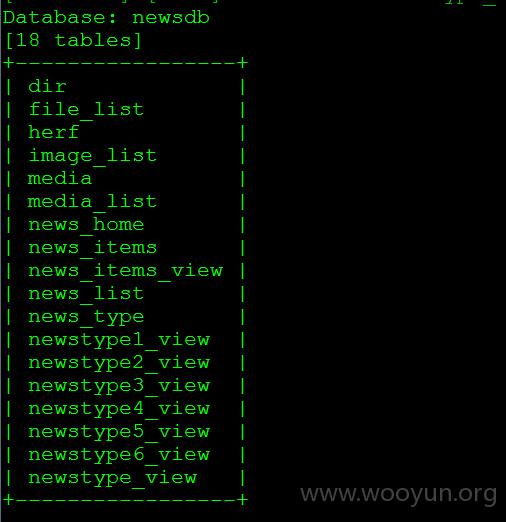 Database: newsdb
[18 tables]
+-----------------+
| dir             |
| file_list       |
| herf            |
| image_list      |
| media           |
| media_list      |
| news_home       |
| news_items      |
| news_items_view |
| news_list       |
| news_type       |
| newstype1_view  |
| newstype2_view  |
| newstype3_view  |
| newstype4_view  |
| newstype5_view  |
| newstype6_view  |
| newstype_view   |
+-----------------+
www.wooyun.org